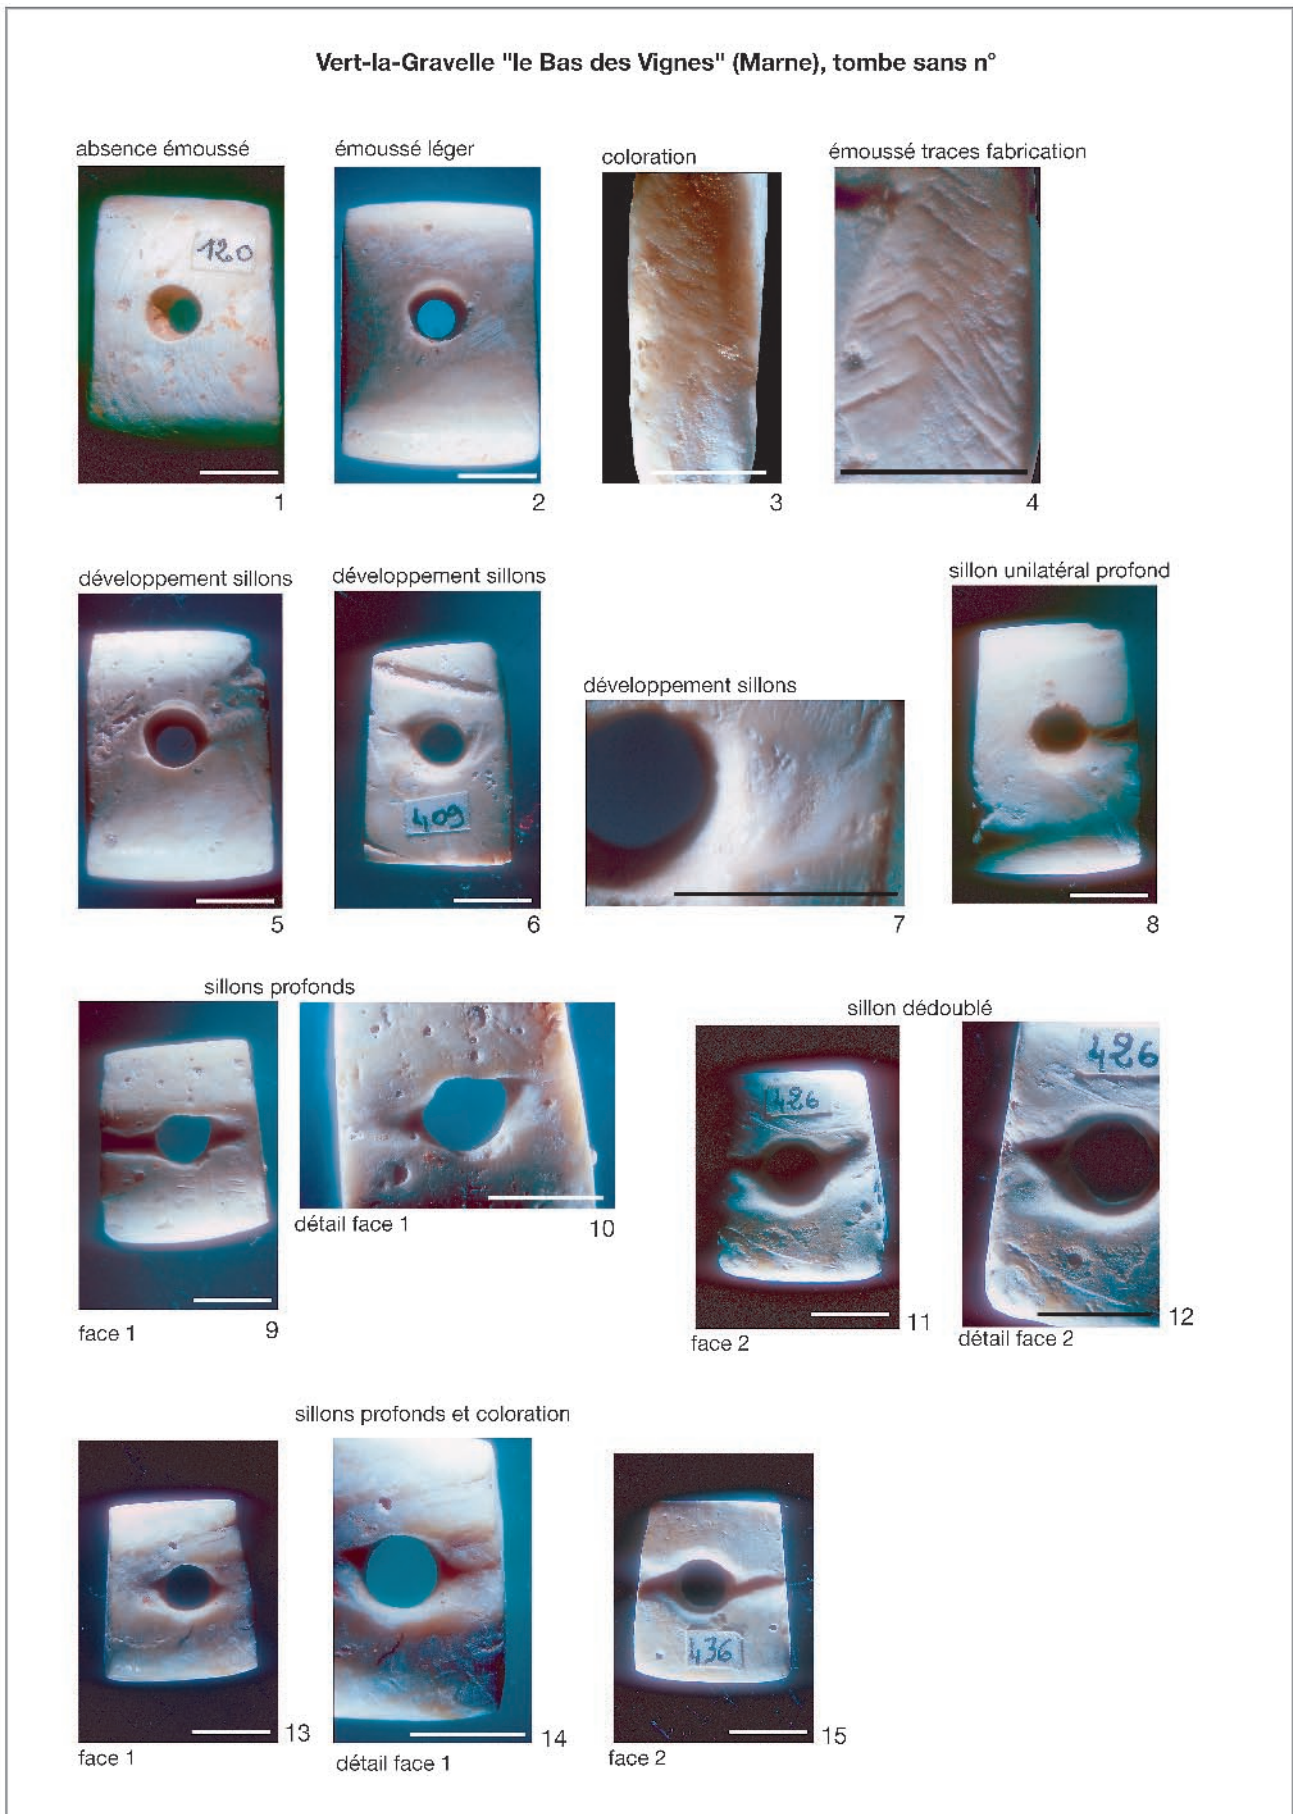 Vert-la-Gravelle "le Bas des Vignes" (Marne), tombe sans n°
absence émoussé
émoussé léger
coloration
émoussé traces fabrication
120
1
2
3
4
développement sillons
développement sillons
développement sillons
sillon unilatéral profond
409
5
6
7
8
sillons profonds
sillon dédoublé
426
426
détail face 1
10
face 1
9
11
face 2
12
détail face 2
sillons profonds et coloration
436
13
face 1
14
détail face 1
15
face 2